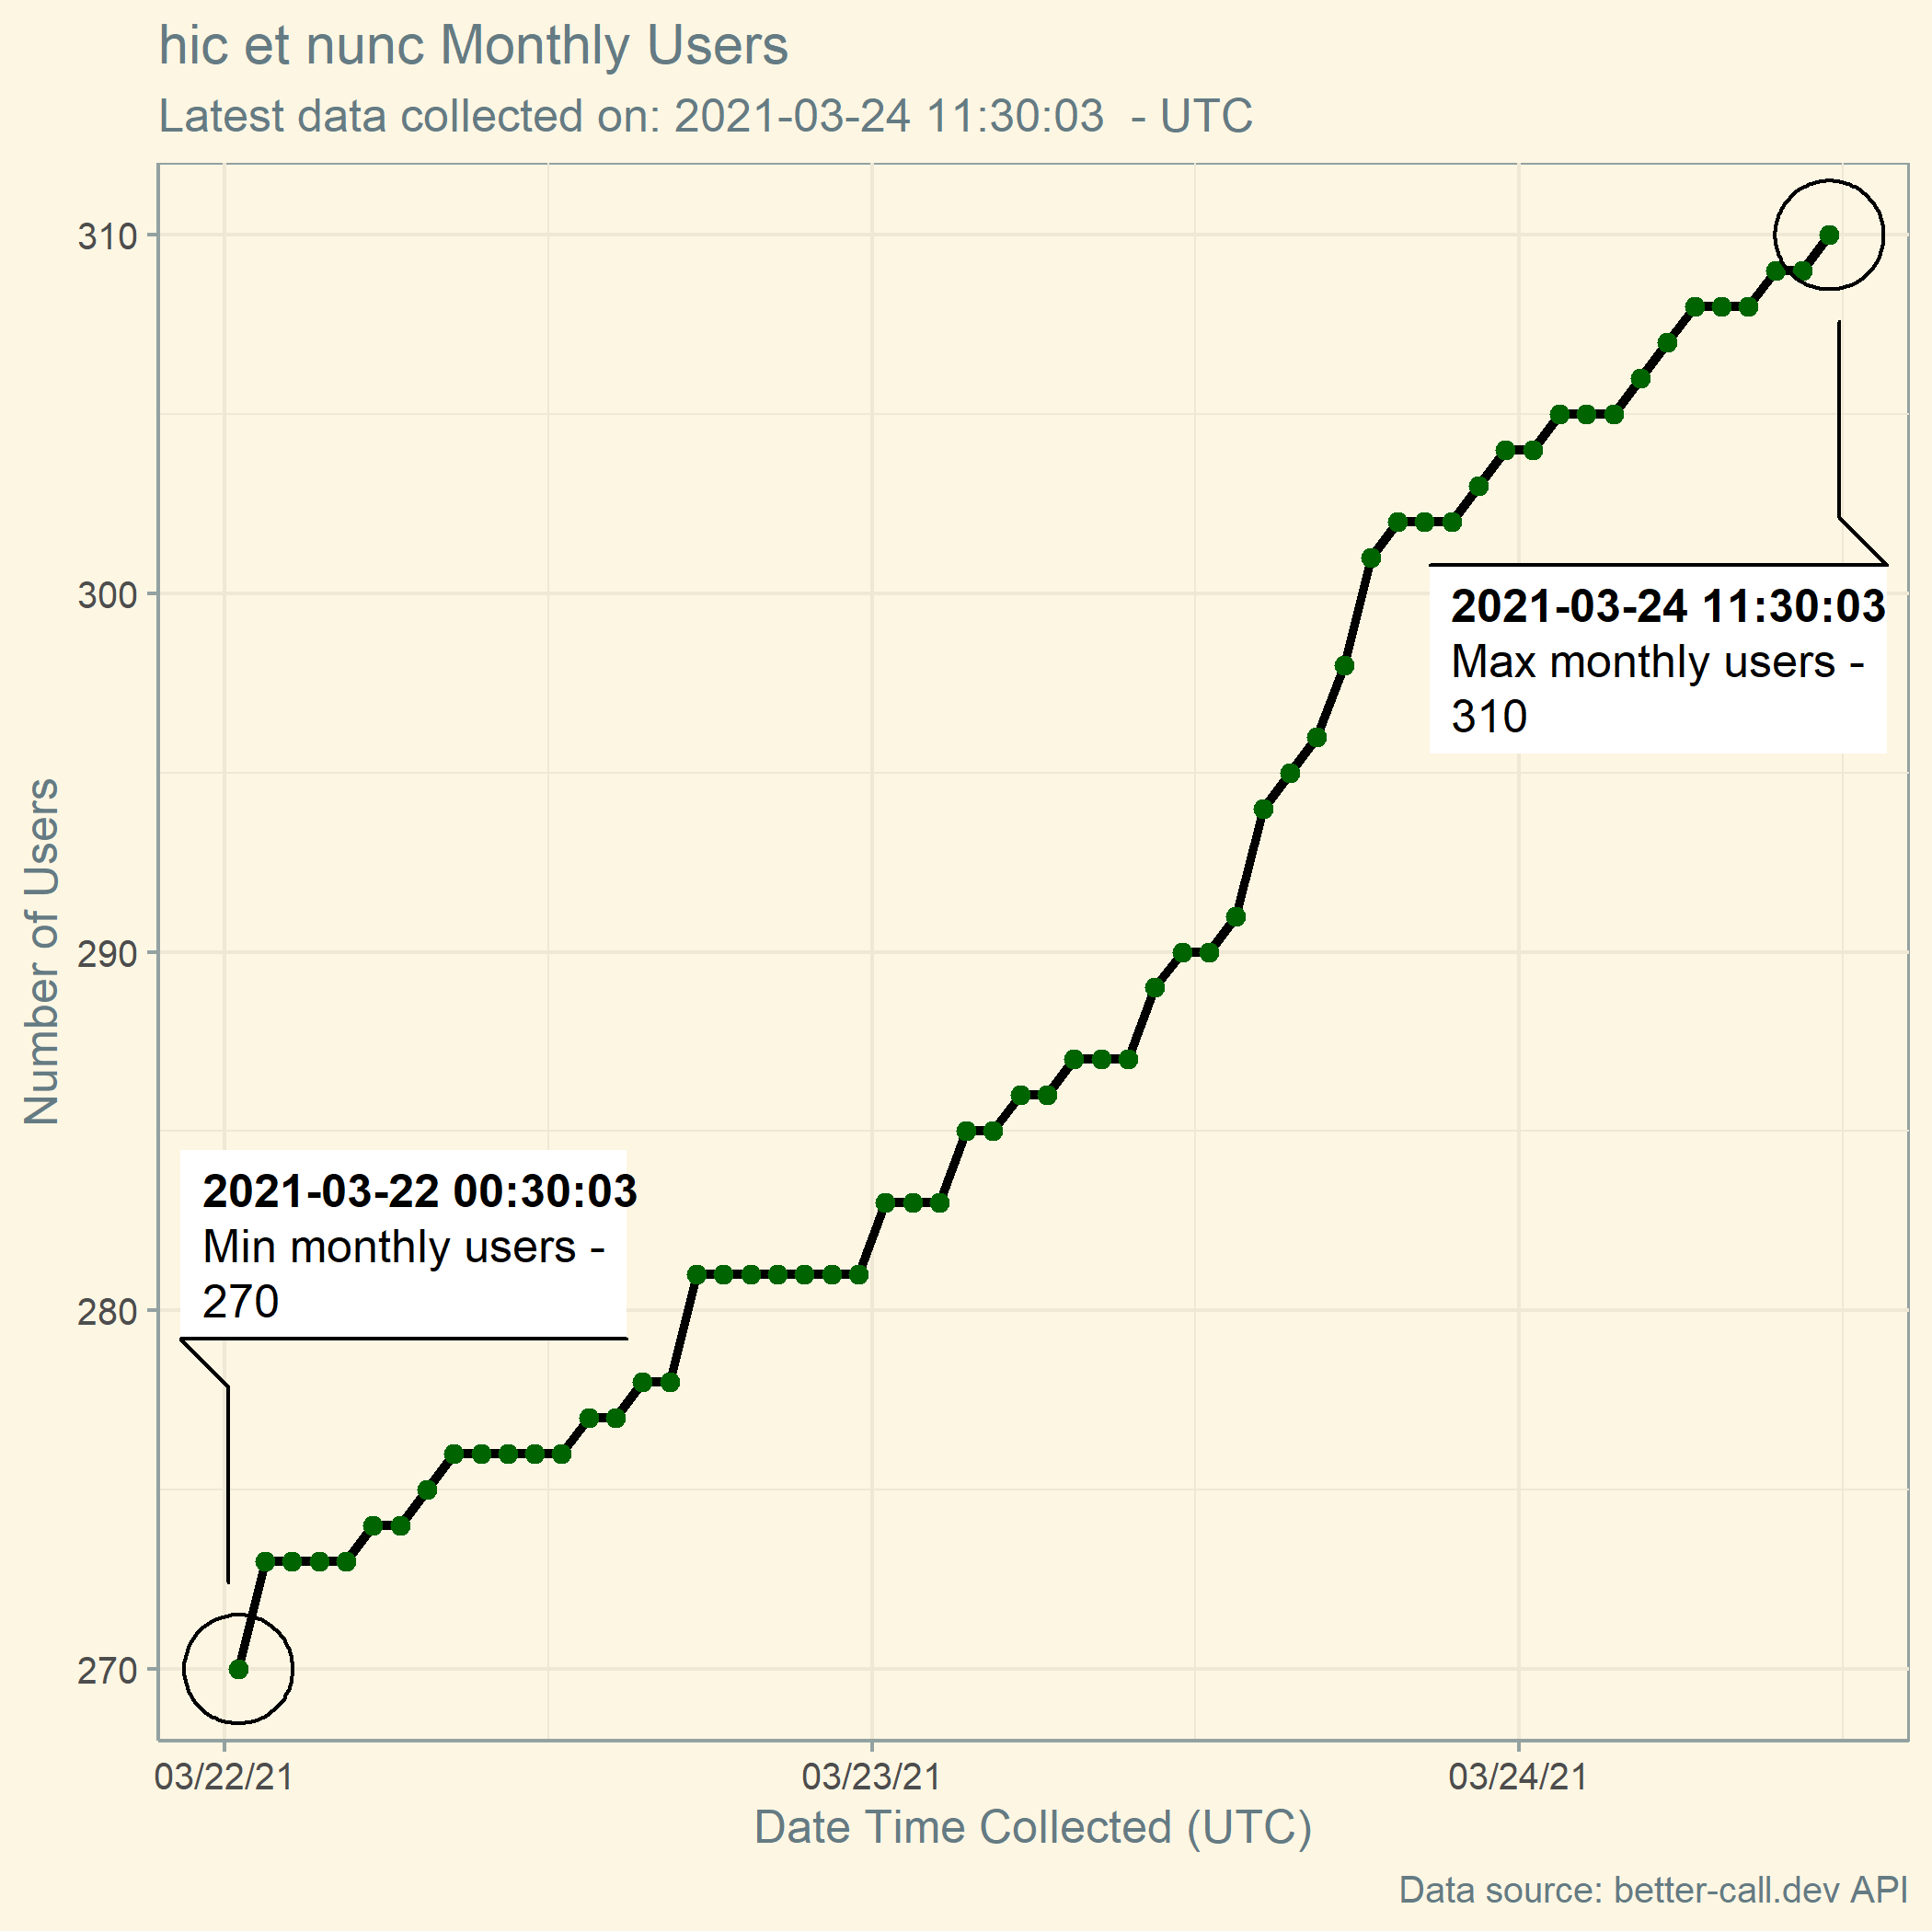 hic et nunc Monthly Users
Latest data collected on: 2021-03-24 11:30:03  - UTC
310
300
290
280
270
Number of Users
2021-03-24 11:30:03
Max monthly users -
310
2021-03-22 00:30:03
Min monthly users -
270
03/22/21
03/23/21
03/24/21
Date Time Collected (UTC)
Data source: better-call.dev API